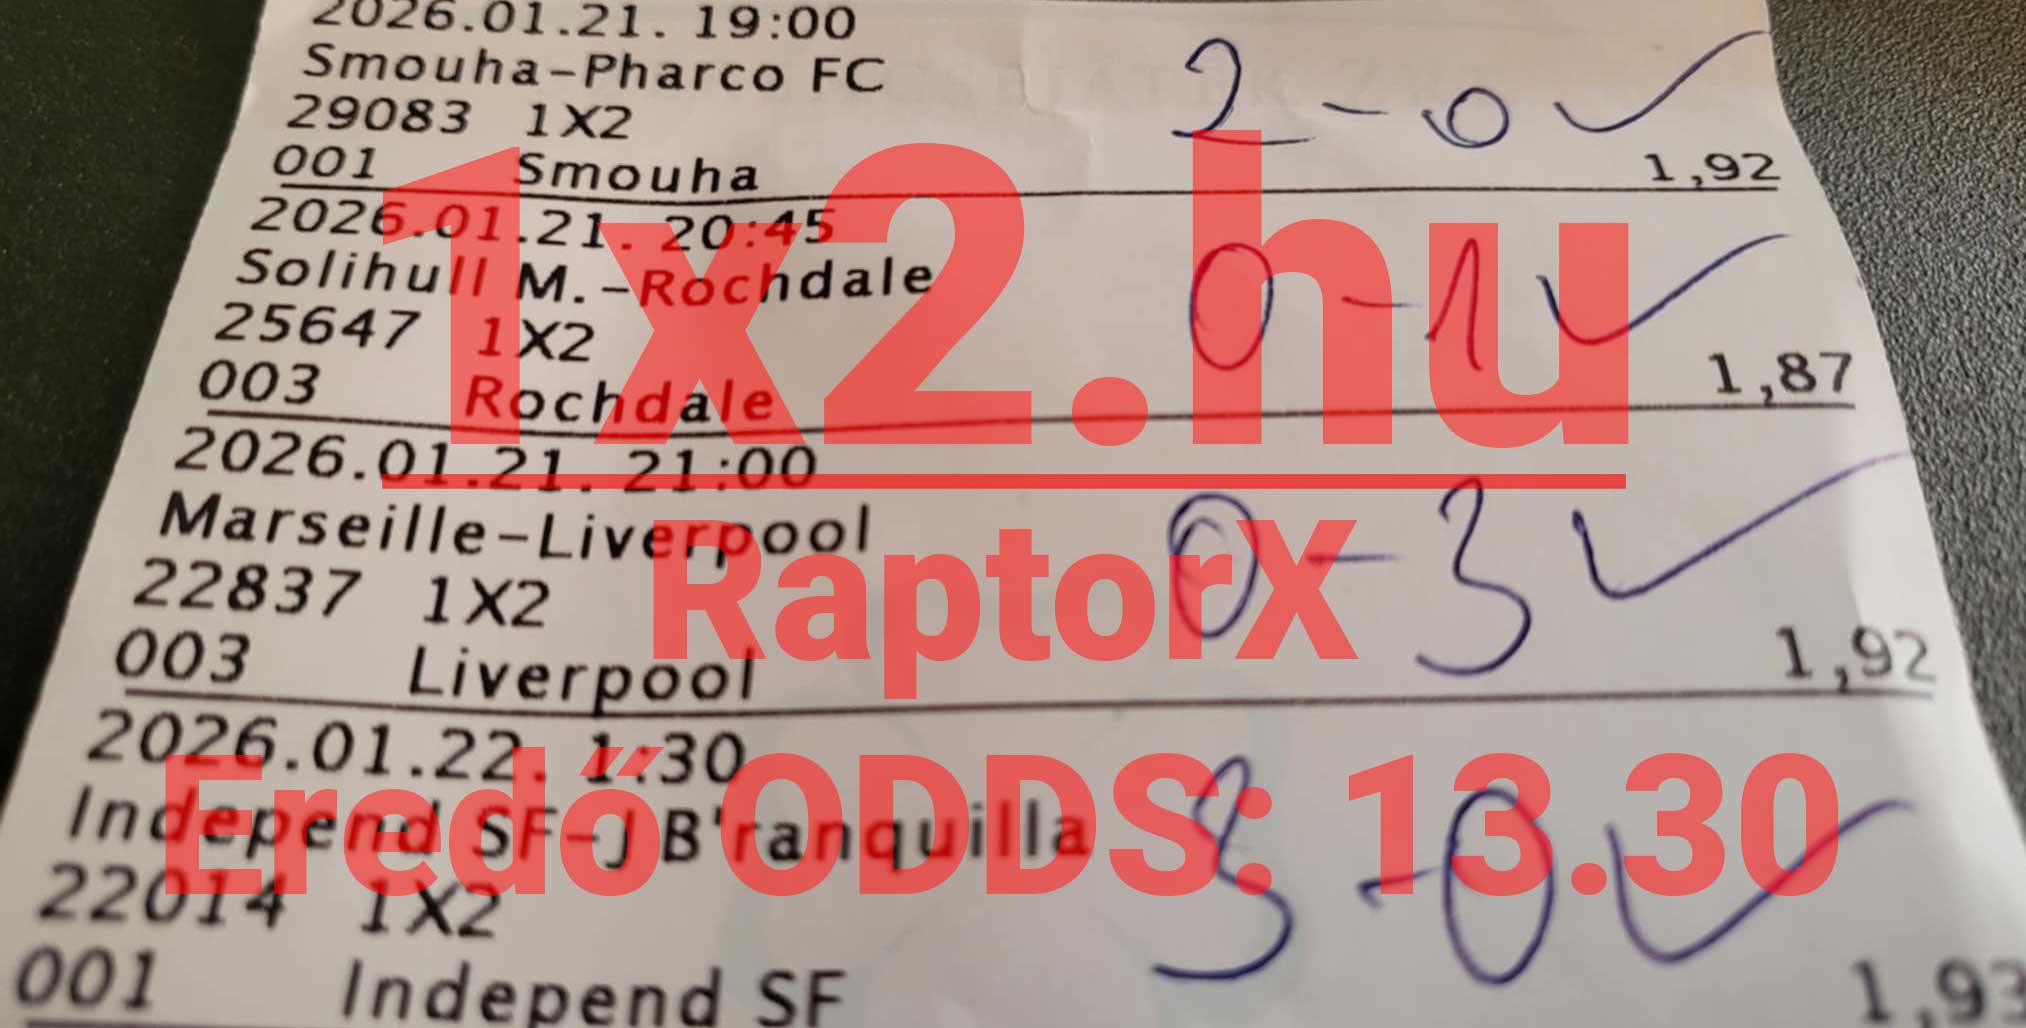 2026.01.21. 19:00
Smouha-Pharco FC
29083 1X2 2-0
001 Smouha 1,92
2026.01.21. 20:45
Solihull M.-Rochdale 0-1
25647 1X2
003 Rochdale 1,87
2026.01.21. 21:00
Marseille-Liverpool 0-3
22837 1X2
003 Liverpool 1,92
2026.01.22. 1:30
Independ SF-J B'ranquilla 3-0
22014 1X2
001 Independ SF 1,93
1x2.hu
RaptorX
Eredő ODDS: 13.30